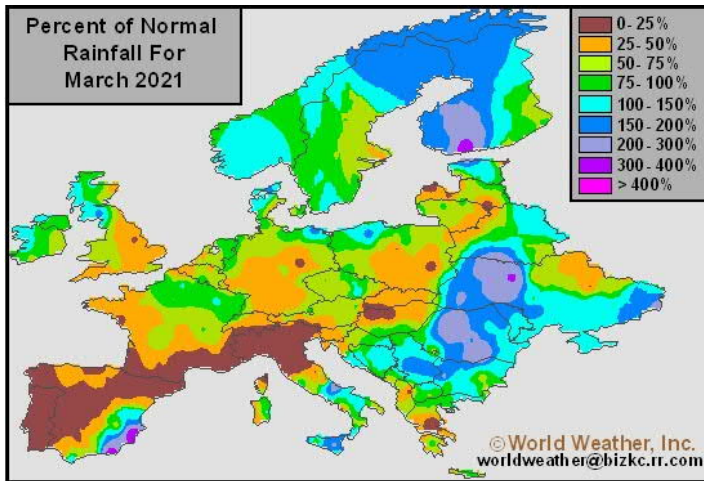 Percent of Normal
Rainfall For
March 2021
0- 25%
25- 50%
50- 75%
75- 100%
100- 150%
150- 200%
200- 300%
300- 400%
> 400%
©World Weather, Inc.
worldweather@bizkc.rr.com